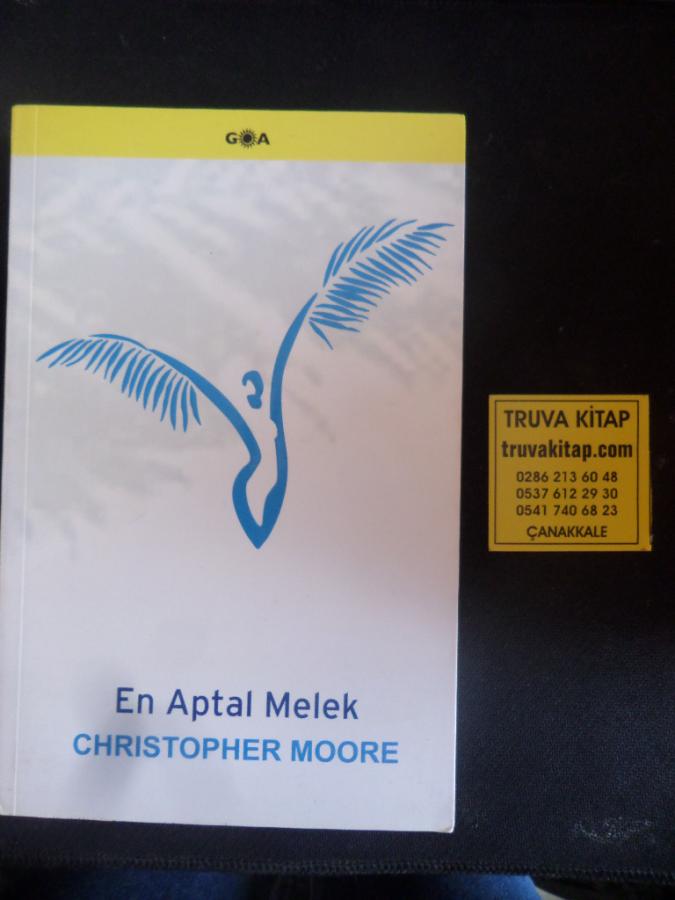 GOA
En Aptal Melek
CHRISTOPHER MOORE
TRUVA KİTAP
truvakitap.com
0286 213 60 48
0537 612 29 30
0541 740 68 23
ÇANAKKALE